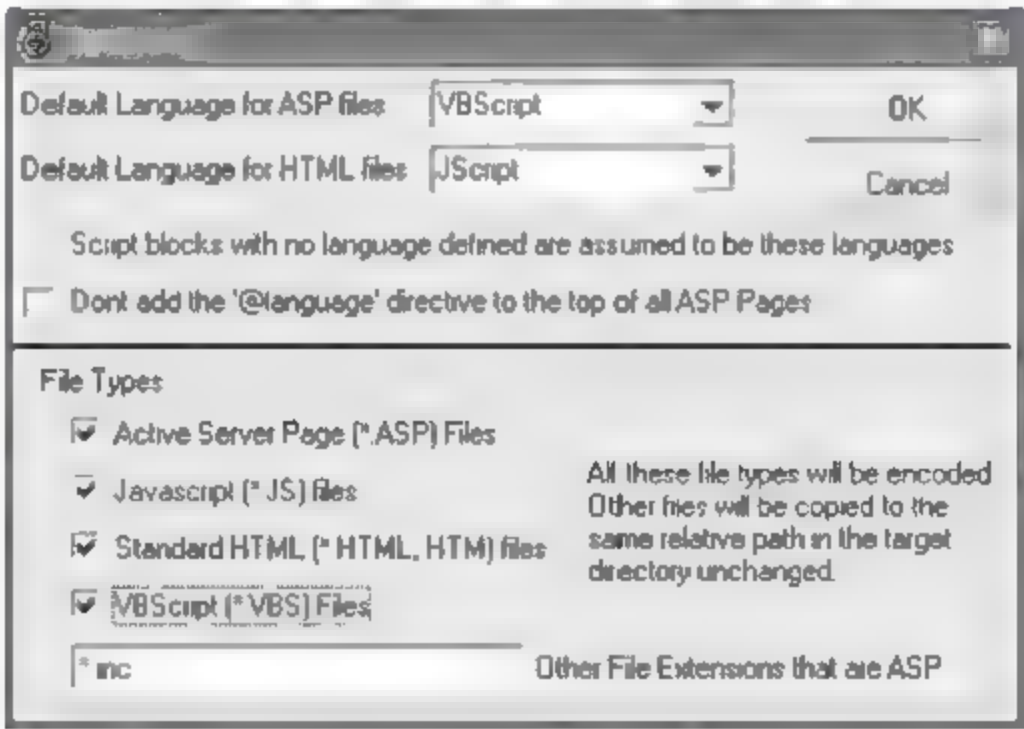 Default Language for ASP files
VBScript
OK
Default Language for HTML files
JScript
Cancel
Script blocks with no language defined are assumed to be these languages
Dont add the '@language' directive to the top of all ASP Pages
File Types
Active Server Page (*.ASP) Files
Javascript (*.JS) files
Standard HTML (*.HTML, HTM) files
VBScript (*.VBS) Files
All these file types will be encoded
Other files will be copied to the
same relative path in the target
directory unchanged.
*.inc
Other File Extensions that are ASP